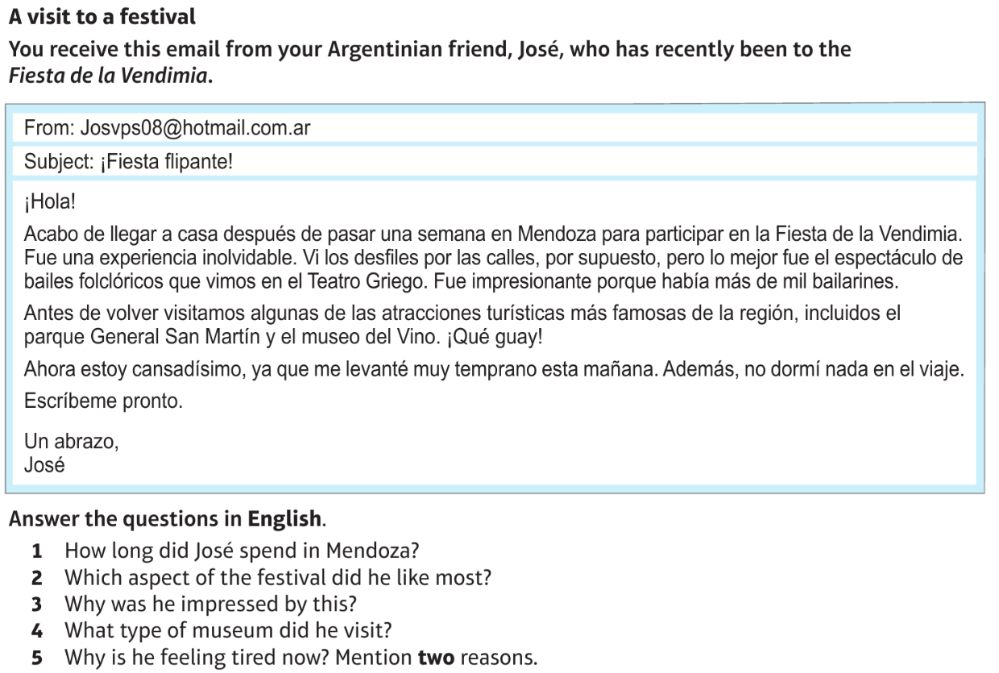 A visit to a festival
You receive this email from your Argentinian friend, José, who has recently been to the
Fiesta de la Vendimia.
From: Josvps08@hotmail.com.ar
Subject: ¡Fiesta flipante!
¡Hola!
Acabo de llegar a casa después de pasar una semana en Mendoza para participar en la Fiesta de la Vendimia.
Fue una experiencia inolvidable. Vi los desfiles por las calles, por supuesto, pero lo mejor fue el espectáculo de
bailes folclóricos que vimos en el Teatro Griego. Fue impresionante porque había más de mil bailarines.
Antes de volver visitamos algunas de las atracciones turísticas más famosas de la región, incluidos el
parque General San Martín y el museo del Vino. ¡Qué guay!
Ahora estoy cansadísimo, ya que me levanté muy temprano esta mañana. Además, no dormí nada en el viaje.
Escríbeme pronto.
Un abrazo,
José
Answer the questions in English.
1 How long did José spend in Mendoza?
2 Which aspect of the festival did he like most?
3 Why was he impressed by this?
4 What type of museum did he visit?
5 Why is he feeling tired now? Mention two reasons.